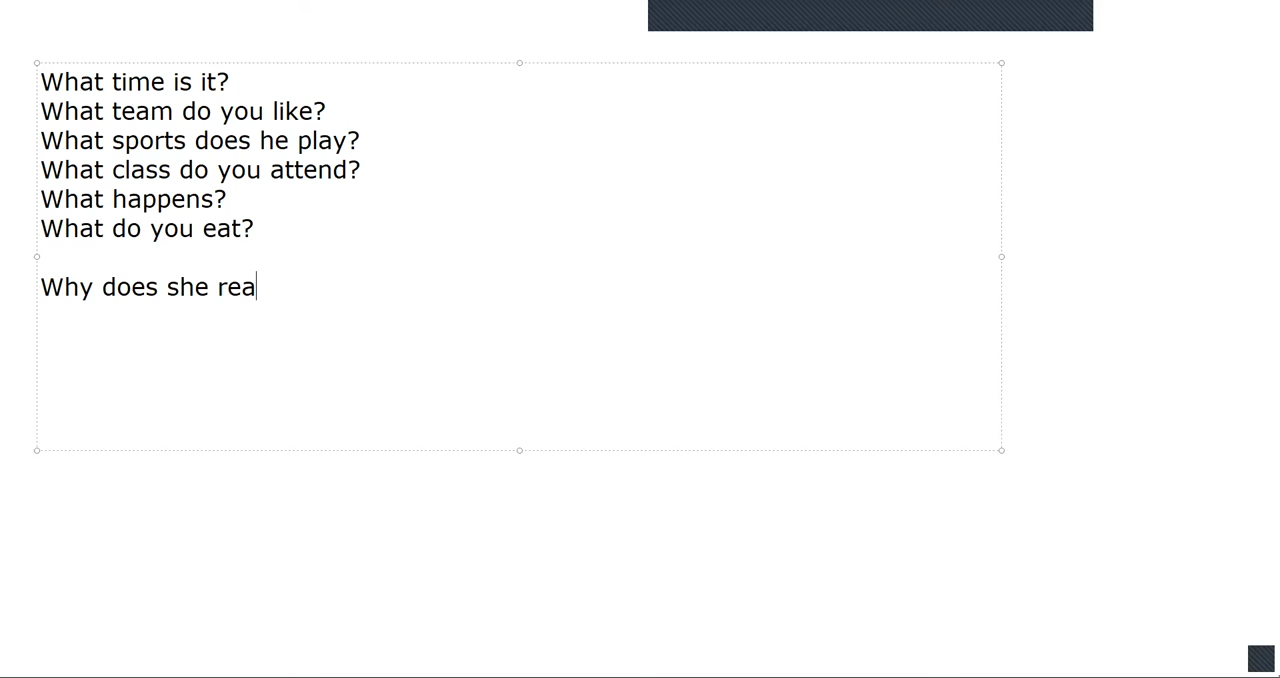 What time is it?
What team do you like?
What sports does he play?
What class do you attend?
What happens?
What do you eat?
Why does she rea